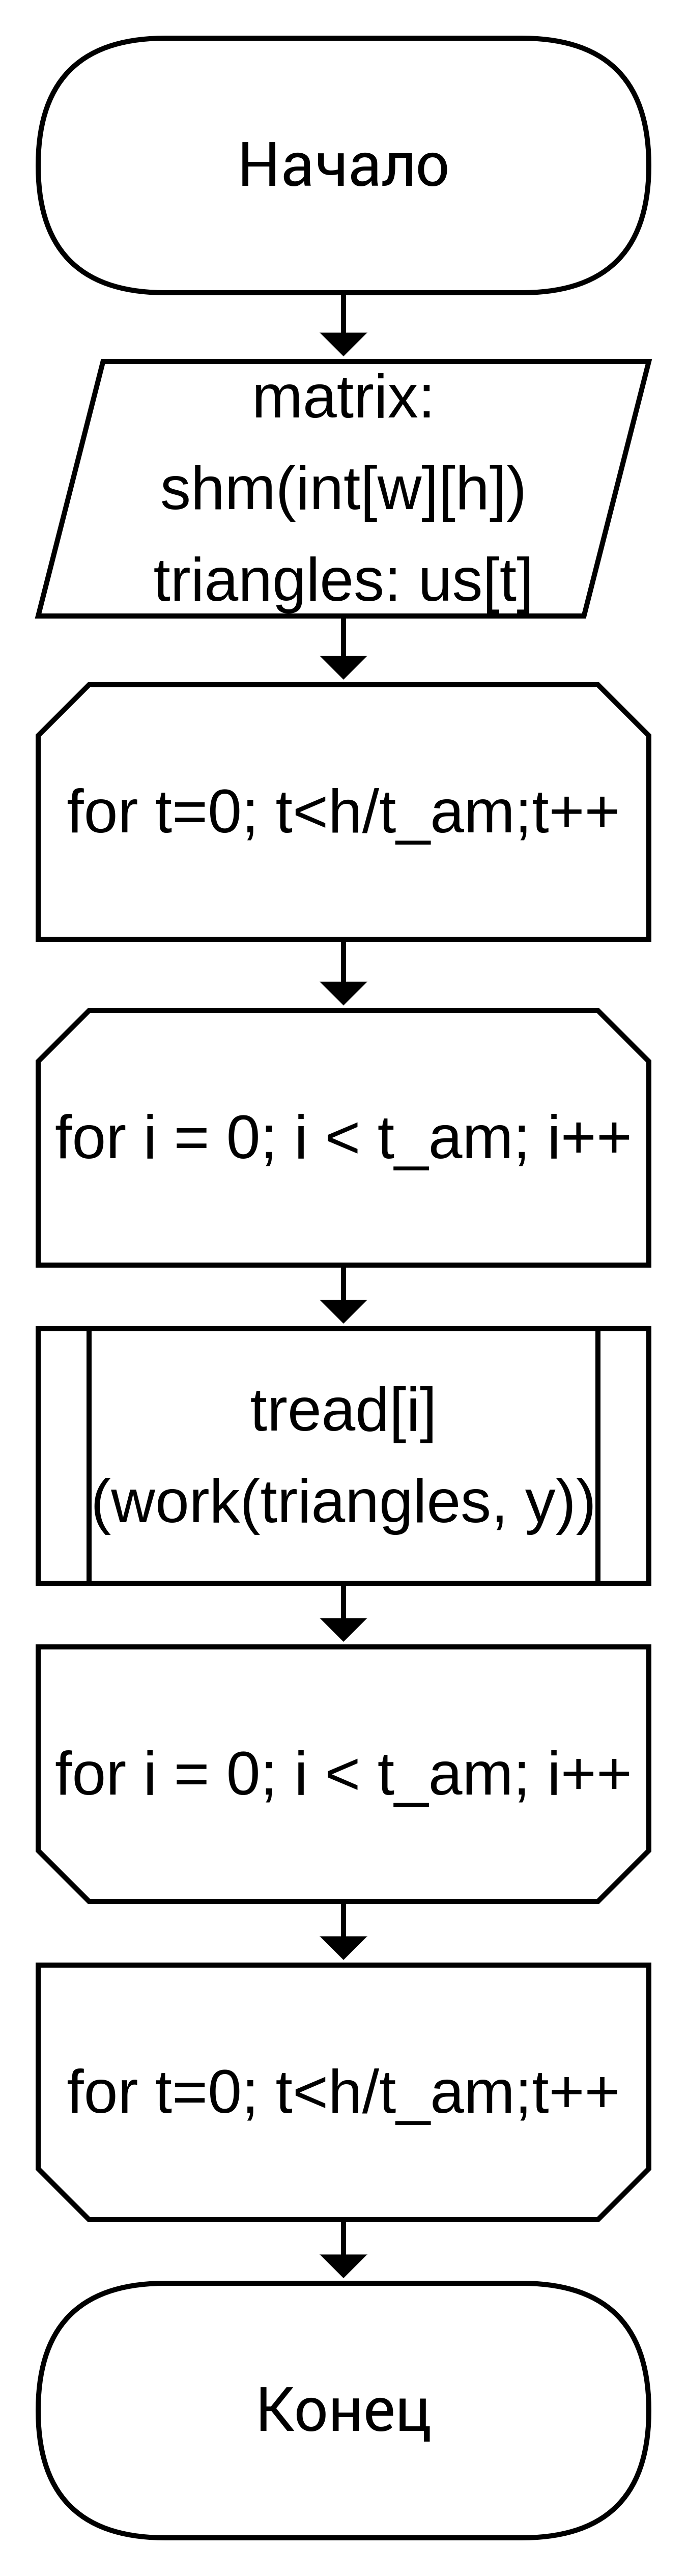 Начало
matrix:
shm(int[w][h])
triangles: us[t]
for t=0; t<h/t_am;t++
for i = 0; i < t_am; i++
tread[i]
(work(triangles, y))
for i = 0; i < t_am; i++
for t=0; t<h/t_am;t++
Конец